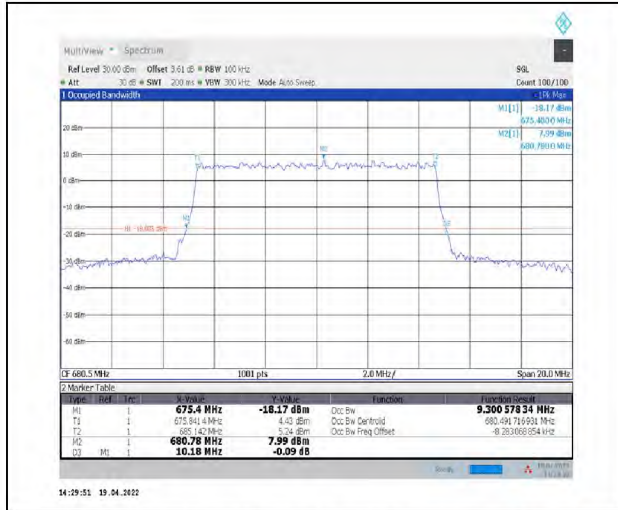 MultiView Spectrum
Ref Level 30.00 dBm Offset 3.61 dB RBW 100 kHz SGL
Att 30 dB SWT 200 ms VBW 300 kHz Mode Auto Sweep Count 100/100
1 Occupied Bandwidth 1Pk Max
M1[1] -18.17 dBm
675.4000 MHz
M2[1] 7.99 dBm
680.7800 MHz
20 dBm
10 dBm
0 dBm
-10 dBm
-20 dBm
-30 dBm
-40 dBm
-50 dBm
-60 dBm
T1
M2
M1
CF 680.5 MHz 1001 pts 2.0 MHz/ Span 20.0 MHz
2 Marker Table
Type Ref Trc X-Value Y-Value Function Function Result
M1 1 675.4 MHz -18.17 dBm Occ Bw 9.300 578 34 MHz
T1 1 675.841 4 MHz 4.43 dBm Occ Bw Centroid 680.491 716 931 MHz
T2 1 685.142 MHz 5.24 dBm Occ Bw Freq Offset -8.283 068 854 kHz
M2 1 680.78 MHz 7.99 dBm
D3 M1 1 10.18 MHz -0.09 dB
Ready
14:29:51 19.04.2022